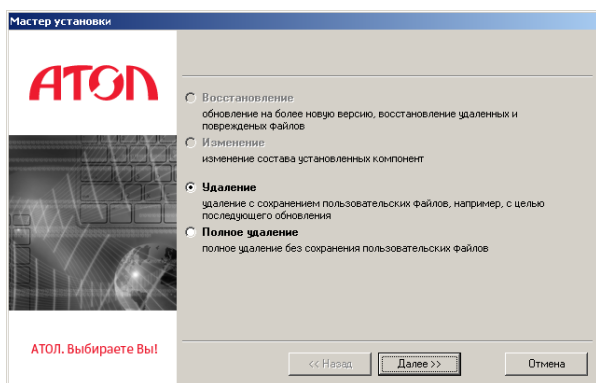 Мастер установки
АТОЛ
Восстановление
обновление на более новую версию, восстановление удаленных и
поврежденых файлов
Изменение
изменение состава установленных компонент
Удаление
удаление с сохранением пользовательских файлов, например, с целью
последующего обновления
Полное удаление
полное удаление без сохранения пользовательских файлов
АТОЛ. Выбираете Вы!
<< Назад
Далее >>
Отмена